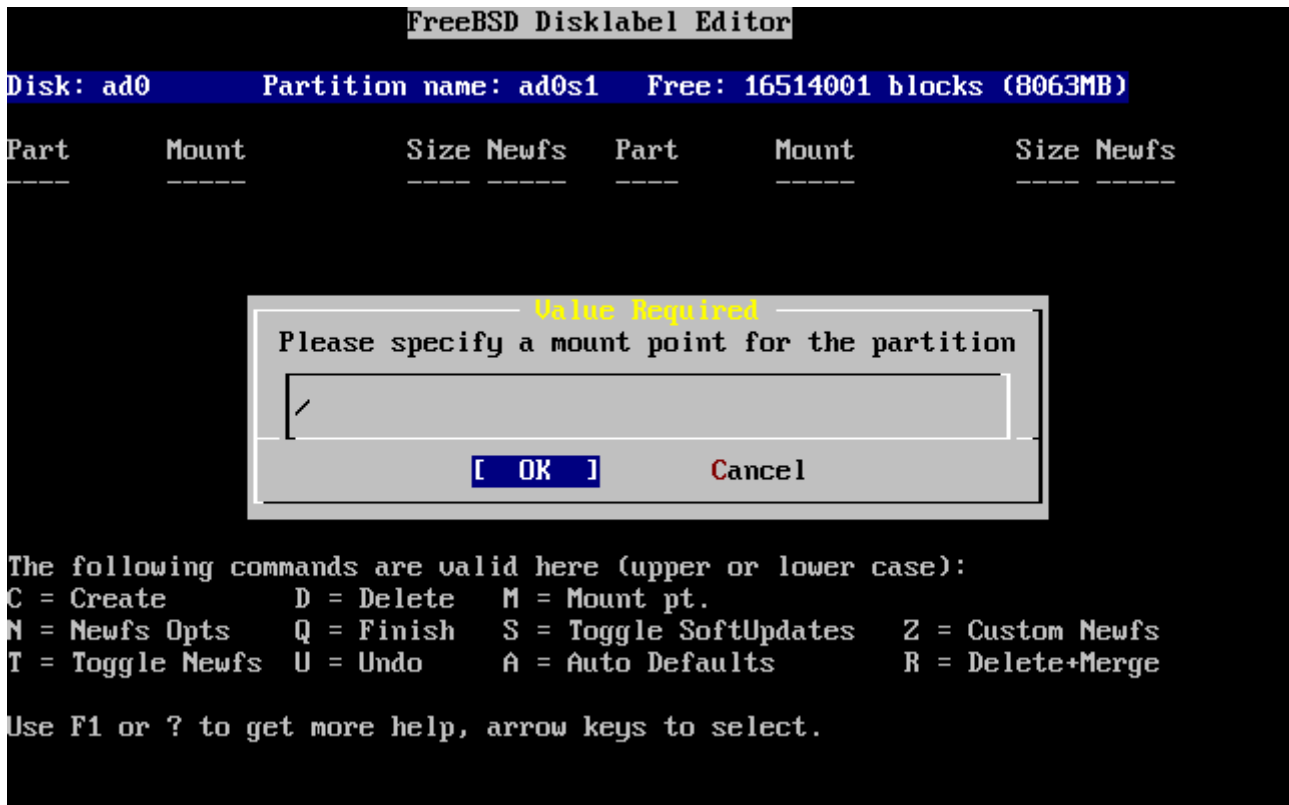 FreeBSD Disklabel Editor
Disk: ad0 Partition name: ad0s1 Free: 16514001 blocks (8063MB)
Part Mount Size Newfs Part Mount Size Newfs
---- ----- ---- ----- ---- ----- ---- -----
Value Required
Please specify a mount point for the partition
/
[ OK ] Cancel
The following commands are valid here (upper or lower case):
C = Create D = Delete M = Mount pt.
N = Newfs Opts Q = Finish S = Toggle SoftUpdates Z = Custom Newfs
T = Toggle Newfs U = Undo A = Auto Defaults R = Delete+Merge
Use F1 or ? to get more help, arrow keys to select.